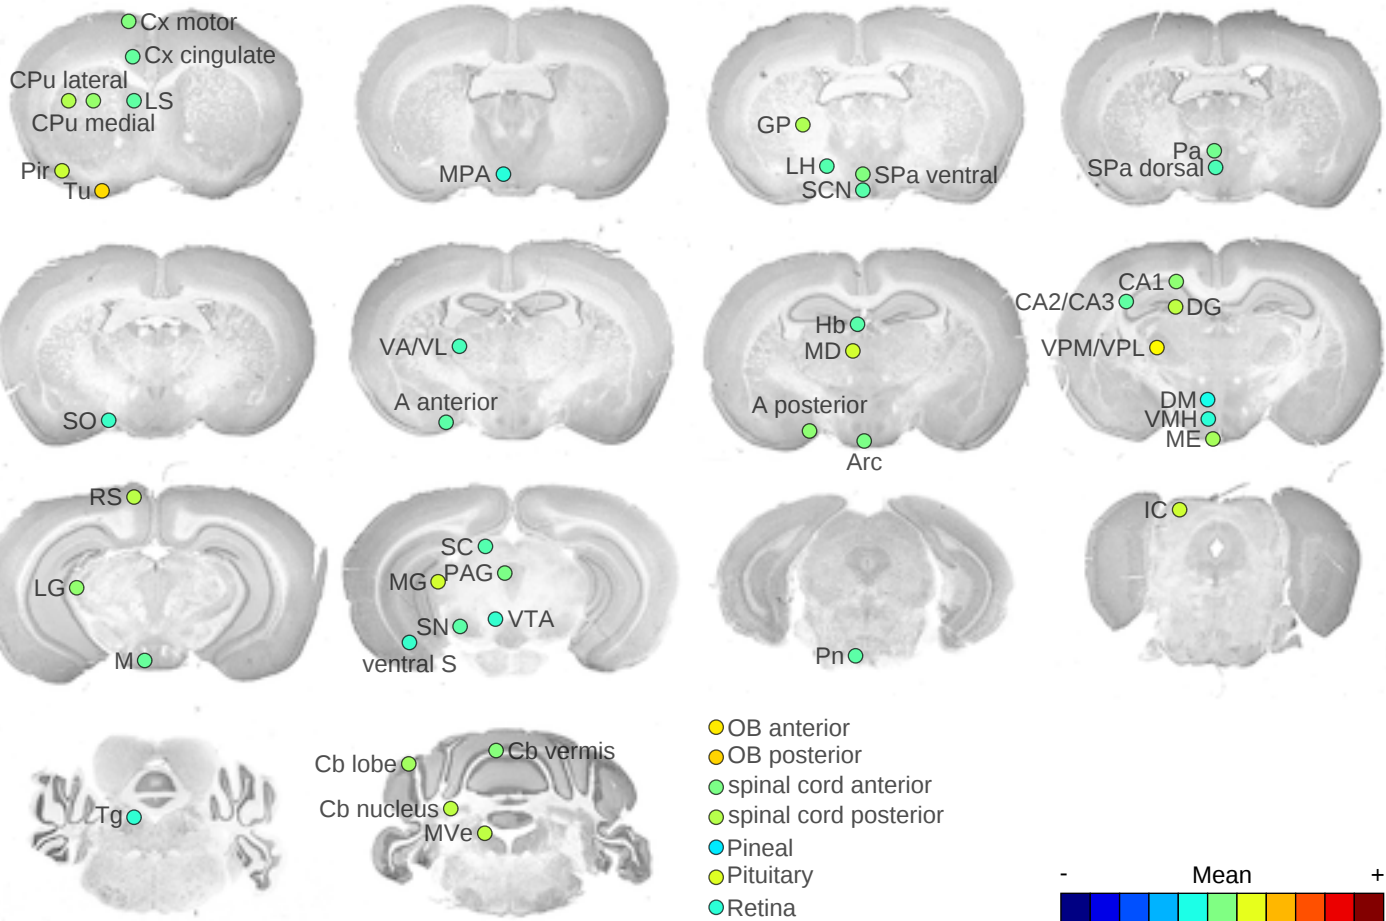 Cx motor
Cx cingulate
CPu lateral
LS
CPu medial
Pir
Tu
MPA
GP
LH
SPa ventral
SCN
Pa
SPa dorsal
SO
VA/VL
A anterior
Hb
MD
A posterior
Arc
CA1
CA2/CA3
DG
VPM/VPL
DM
VMH
ME
RS
LG
M
SC
MG
PAG
SN
VTA
ventral S
Pn
IC
Tg
Cb lobe
Cb vermis
Cb nucleus
MVe
OB anterior
OB posterior
spinal cord anterior
spinal cord posterior
Pineal
Pituitary
Retina
- Mean +